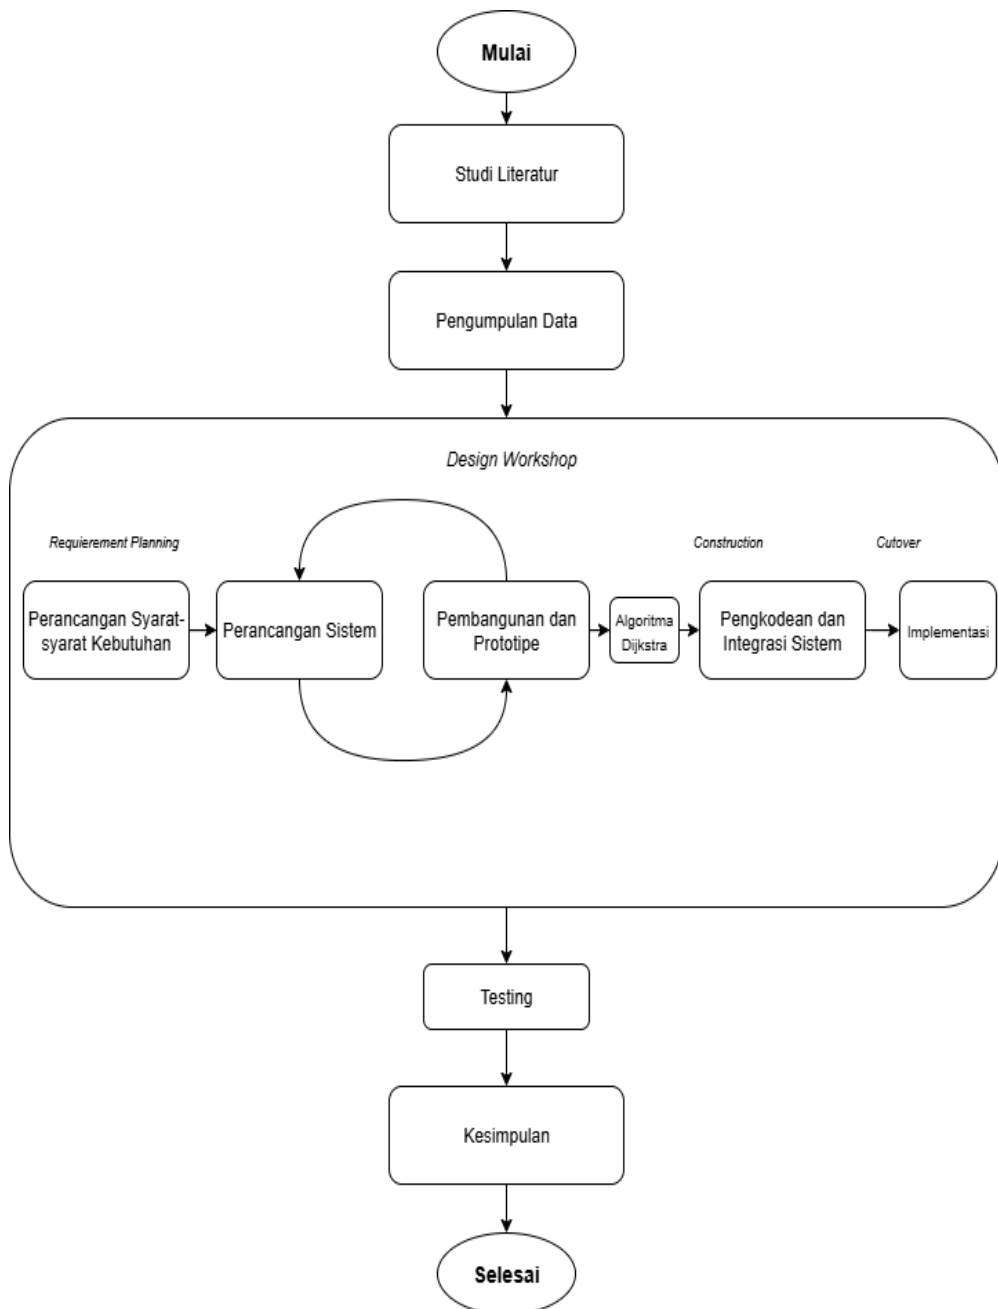 Mulai
Studi Literatur
Pengumpulan Data
Design Workshop
Requierement Planning
Construction
Cutover
Perancangan Syarat-
syarat Kebutuhan
Perancangan Sistem
Pembangunan dan
Prototipe
Algoritma
Dijkstra
Pengkodean dan
Integrasi Sistem
Implementasi
Testing
Kesimpulan
Selesai